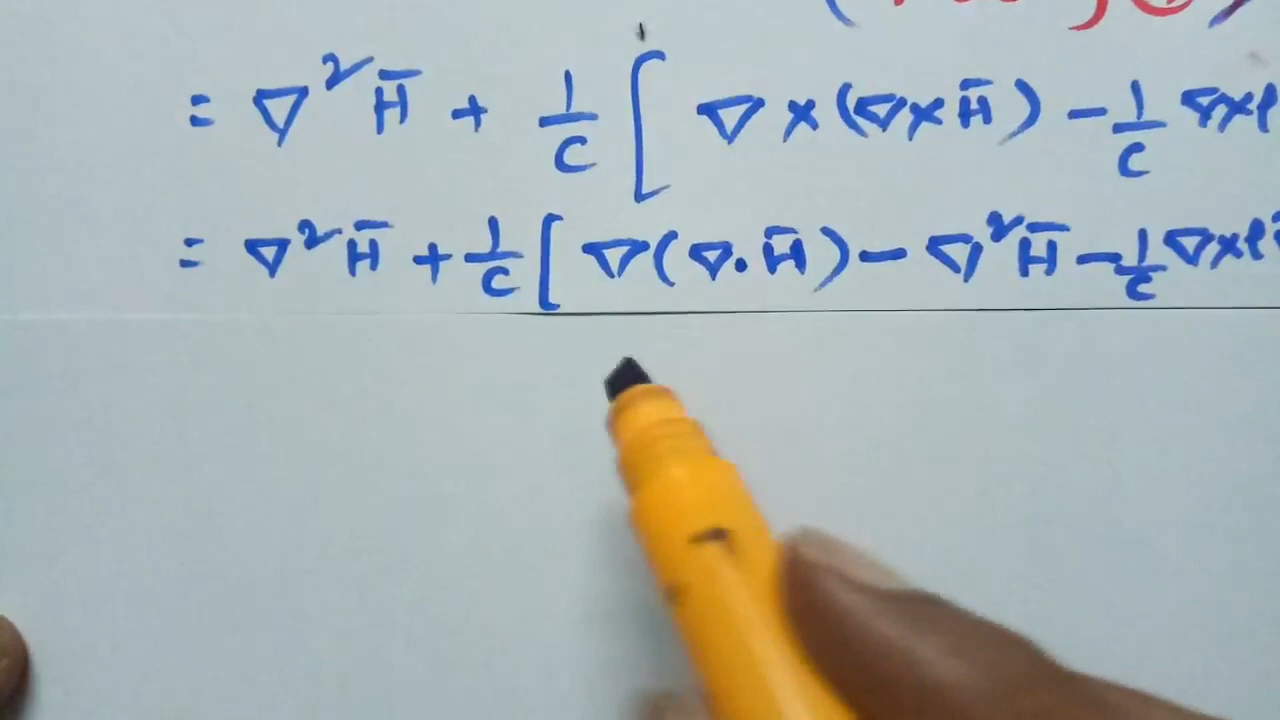 = ∇²H̄ + 1/C [ ∇ × (∇×H̄) - 1/C ∇×ρ
= ∇²H̄ + 1/C [ ∇(∇.H̄) - ∇²H̄ - 1/C ∇×ρ